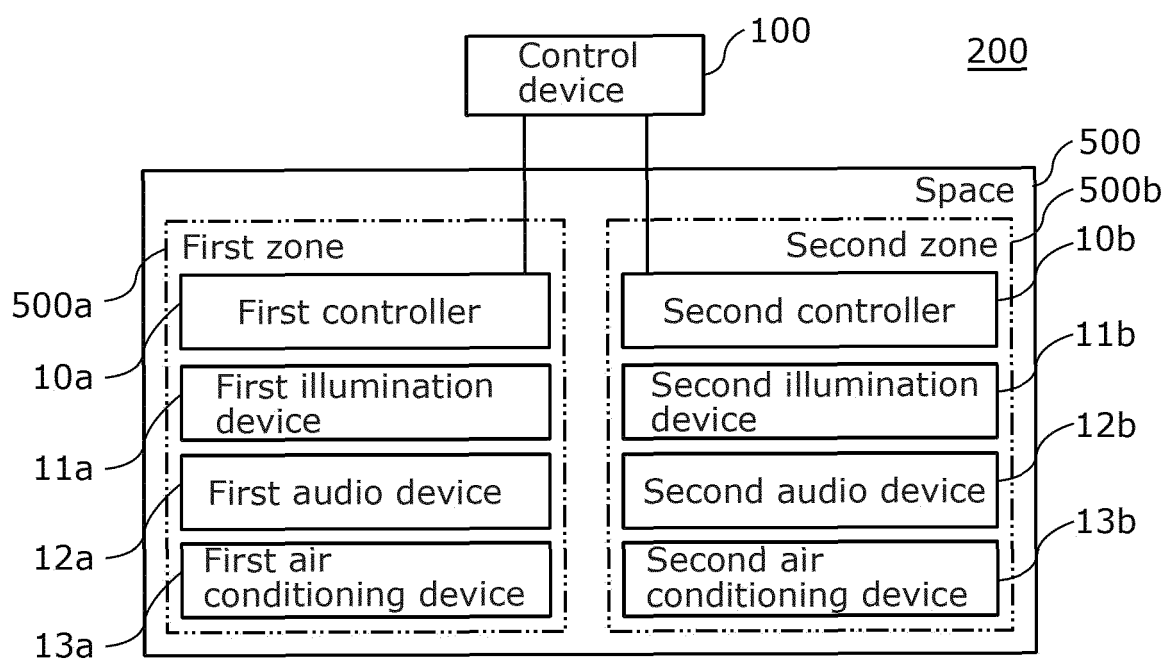 100
200
Control
device
500
Space
500b
First zone
Second zone
10b
500a
First controller
Second controller
10a
11b
First illumination
device
Second illumination
device
11a
12b
First audio device
Second audio device
12a
13b
First air
conditioning device
Second air
conditioning device
13a